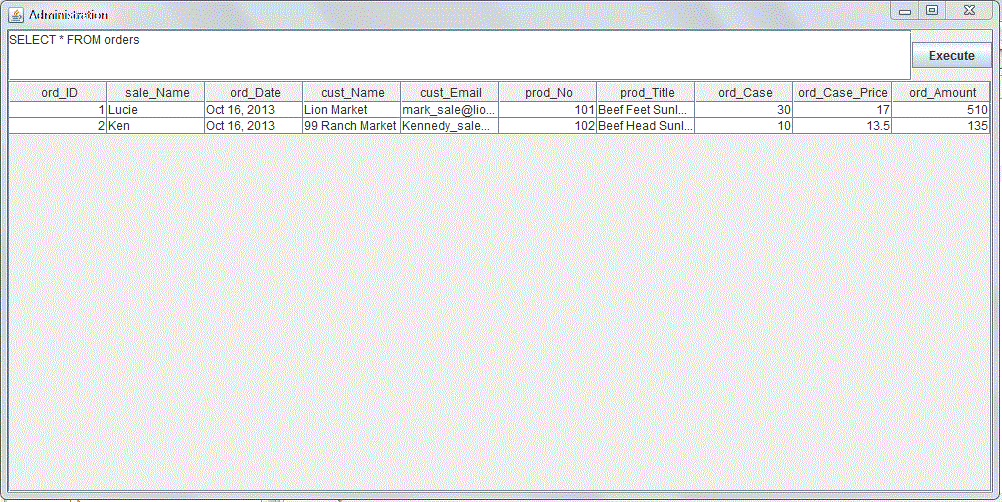 Administration
SELECT * FROM orders
Execute
ord_ID sale_Name ord_Date cust_Name cust_Email prod_No prod_Title ord_Case ord_Case_Price ord_Amount
1 Lucie Oct 16, 2013 Lion Market mark_sale@lio... 101 Beef Feet Sunl... 30 17 510
2 Ken Oct 16, 2013 99 Ranch Market Kennedy_sale... 102 Beef Head Sunl... 10 13.5 135